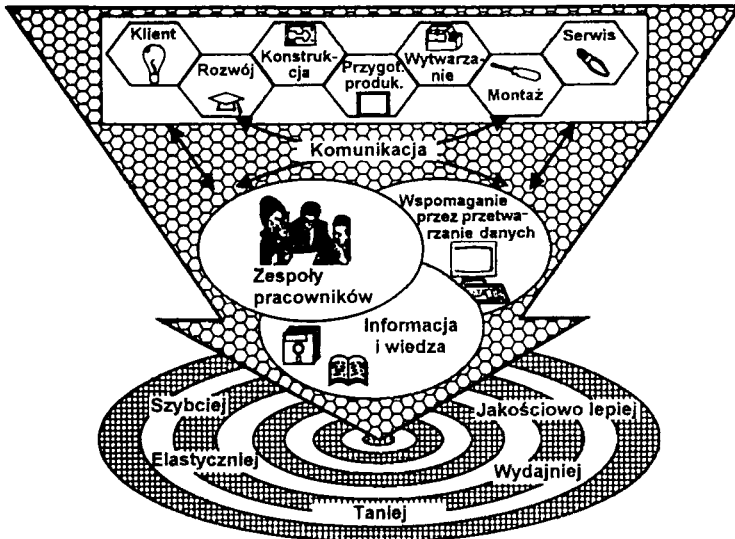 Klient
Rozwój
Konstruk-
cja
Przygot.
produk.
Wytwarza-
nie
Montaż
Serwis
Komunikacja
Wspomaganie
przez przetwa-
rzanie danych
Zespoły
pracowników
Informacja
i wiedza
Szybciej
Jakościowo lepiej
Elastyczniej
Wydajniej
Taniej